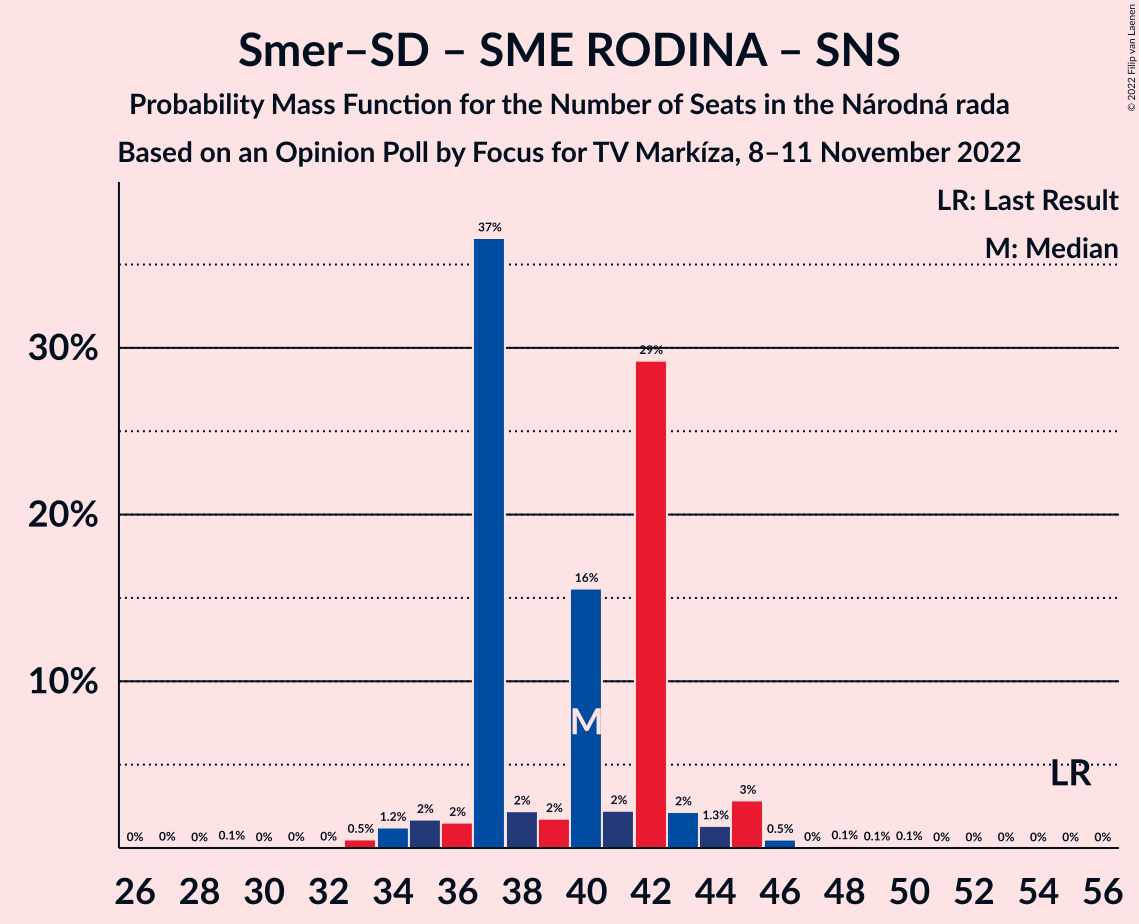 Smer–SD – SME RODINA – SNS
Probability Mass Function for the Number of Seats in the Národná rada
Based on an Opinion Poll by Focus for TV Markíza, 8–11 November 2022
© 2022 Filip van Laenen
LR: Last Result
M: Median
30%
20%
10%
0% 0% 0% 0.1% 0% 0% 0% 0.5% 1.2% 2% 2% 37% 2% 2% 16% 2% 29% 2% 1.3% 3% 0.5% 0% 0.1% 0.1% 0.1% 0% 0% 0% 0% 0% 0%
M
LR
26 28 30 32 34 36 38 40 42 44 46 48 50 52 54 56